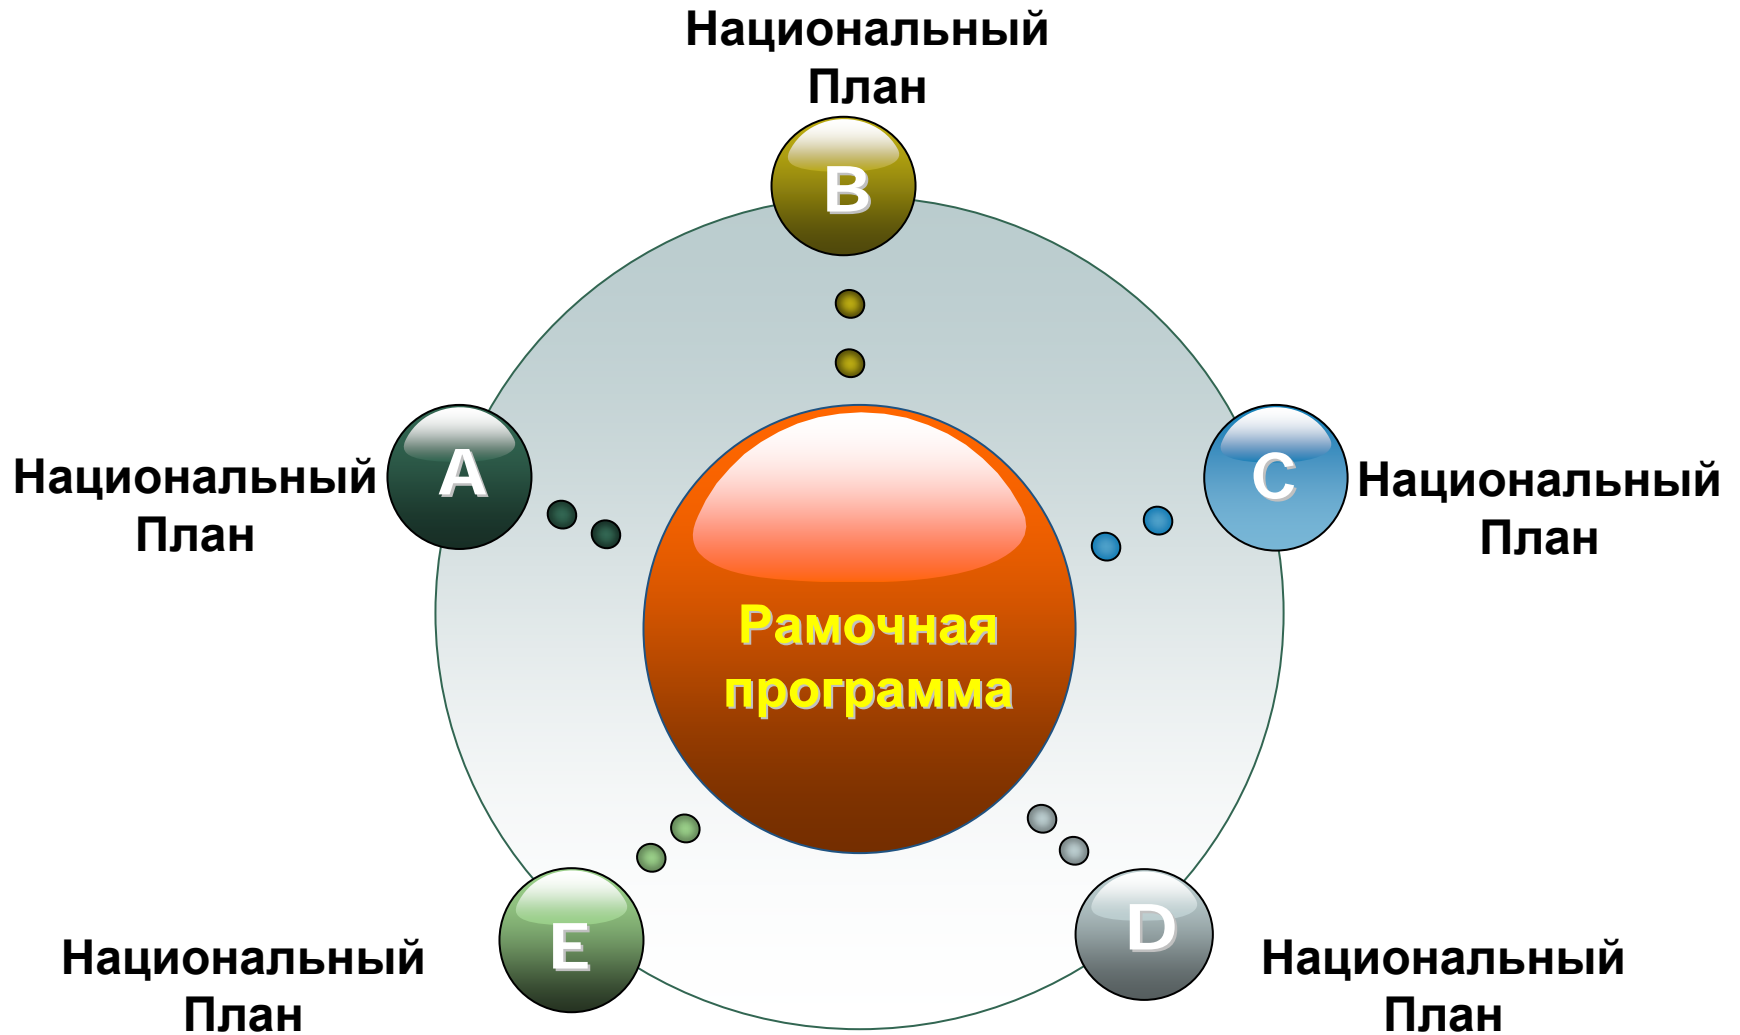 Национальный
План
B
A
Национальный
План
C
Национальный
План
Рамочная
программа
E
Национальный
План
D
Национальный
План